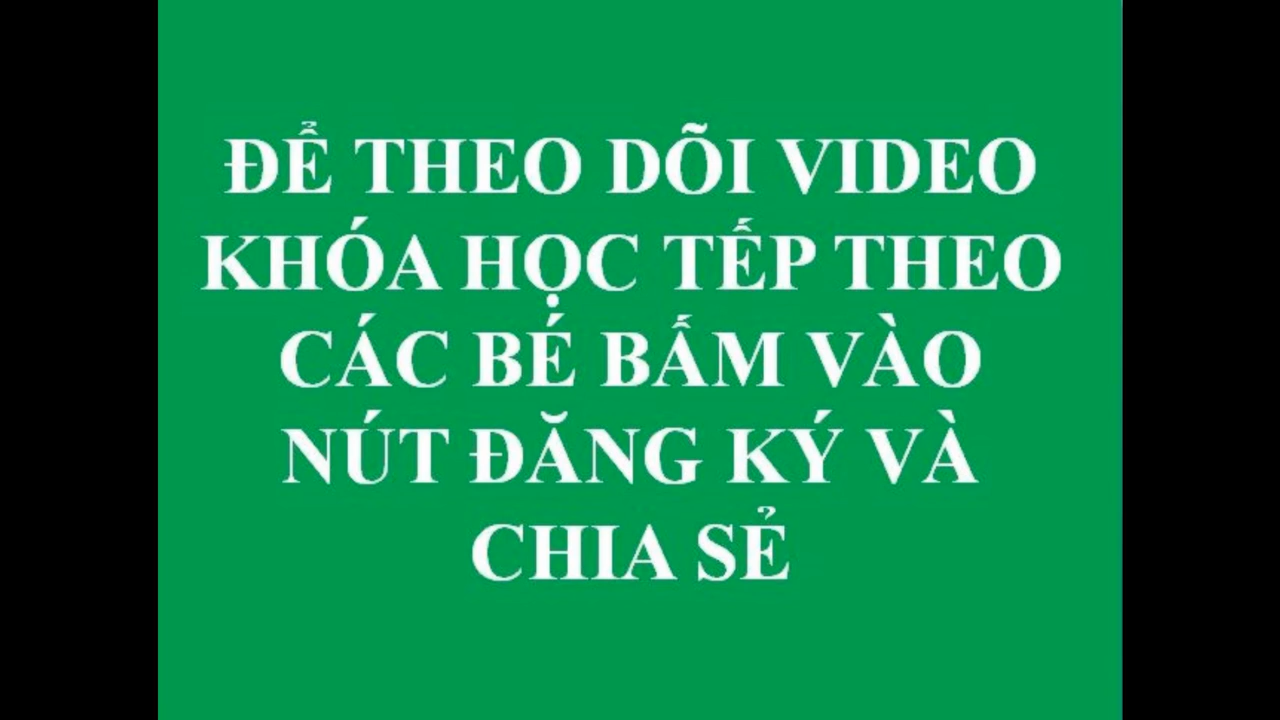 ĐỂ THEO DÕI VIDEO
KHÓA HỌC TẾP THEO
CÁC BÉ BẤM VÀO
NÚT ĐĂNG KÝ VÀ
CHIA SẺ